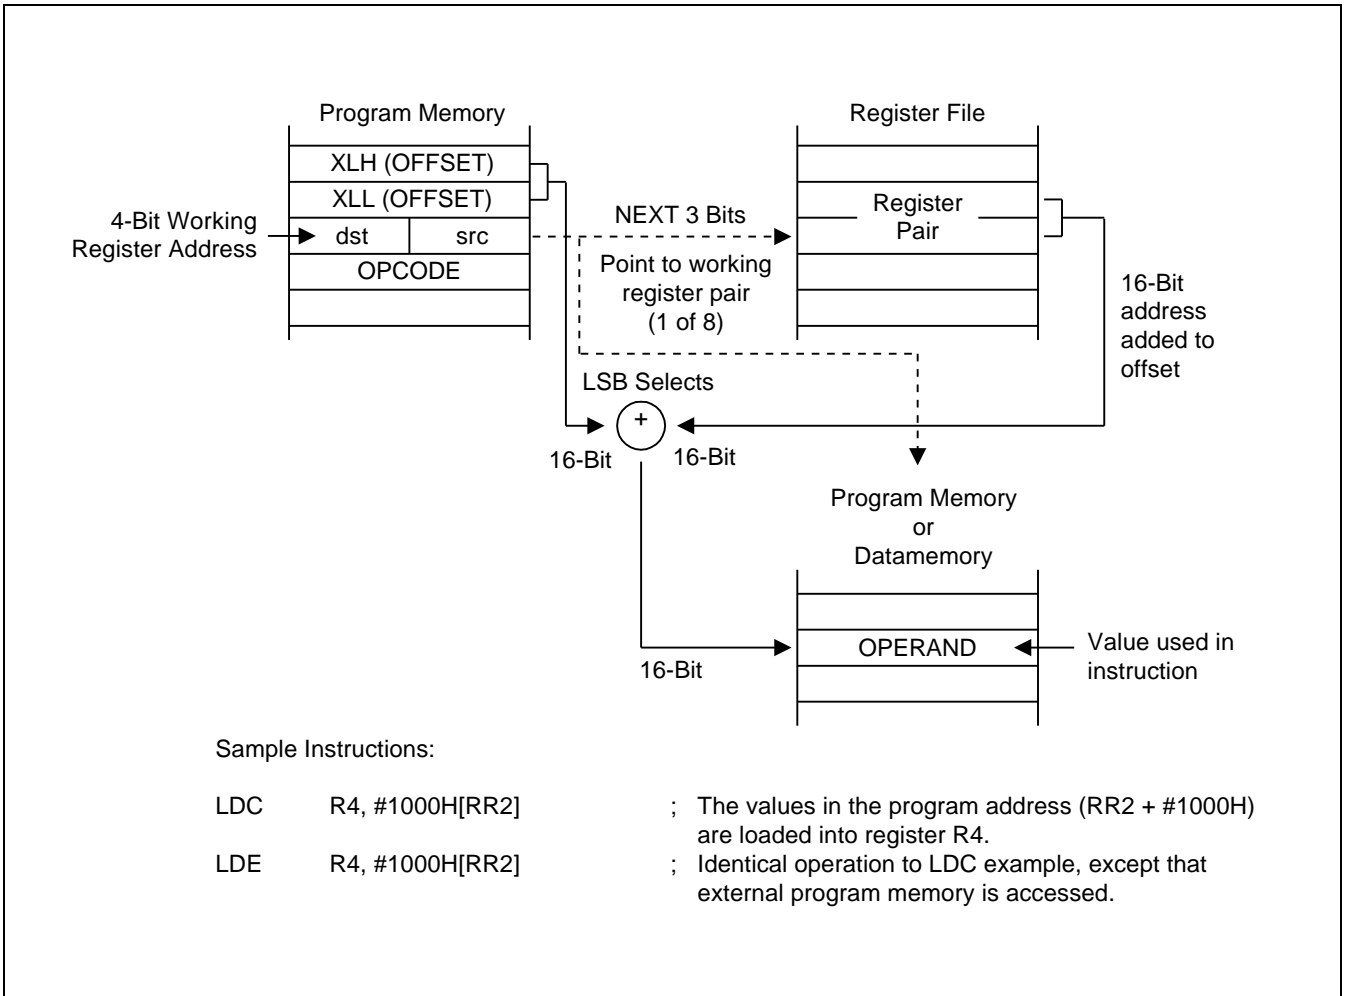 Program Memory
Register File
XLH (OFFSET)
XLL (OFFSET)
4-Bit Working
Register Address
dst
src
OPCODE
NEXT 3 Bits
Point to working
register pair
(1 of 8)
Register
Pair
16-Bit
address
added to
offset
LSB Selects
+
16-Bit
16-Bit
Program Memory
or
Datamemory
OPERAND
Value used in
instruction
16-Bit
Sample Instructions:
LDC R4, #1000H[RR2] ; The values in the program address (RR2 + #1000H)
are loaded into register R4.
LDE R4, #1000H[RR2] ; Identical operation to LDC example, except that
external program memory is accessed.